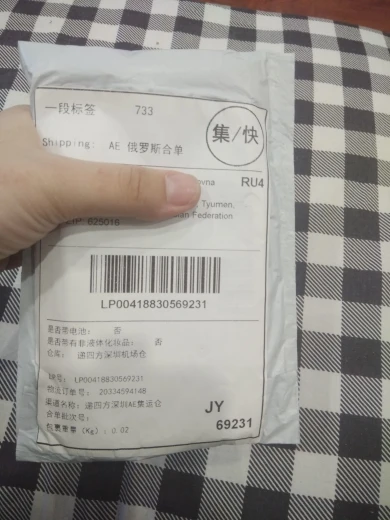 一段标签 733
集/快
Shipping: AE 俄罗斯合单
ovna RU4
Tyumen,
625016 an Federation
LP00418830569231
是否带电池: 否
是否带有非液体化妆品: 否
仓库: 递四方深圳机场仓
单号: LP00418830569231
物流订单号: 20334594148
渠道名称: 递四方深圳AE集运仓
合单批次号:
包裹重量(Kg): 0.02
JY
69231